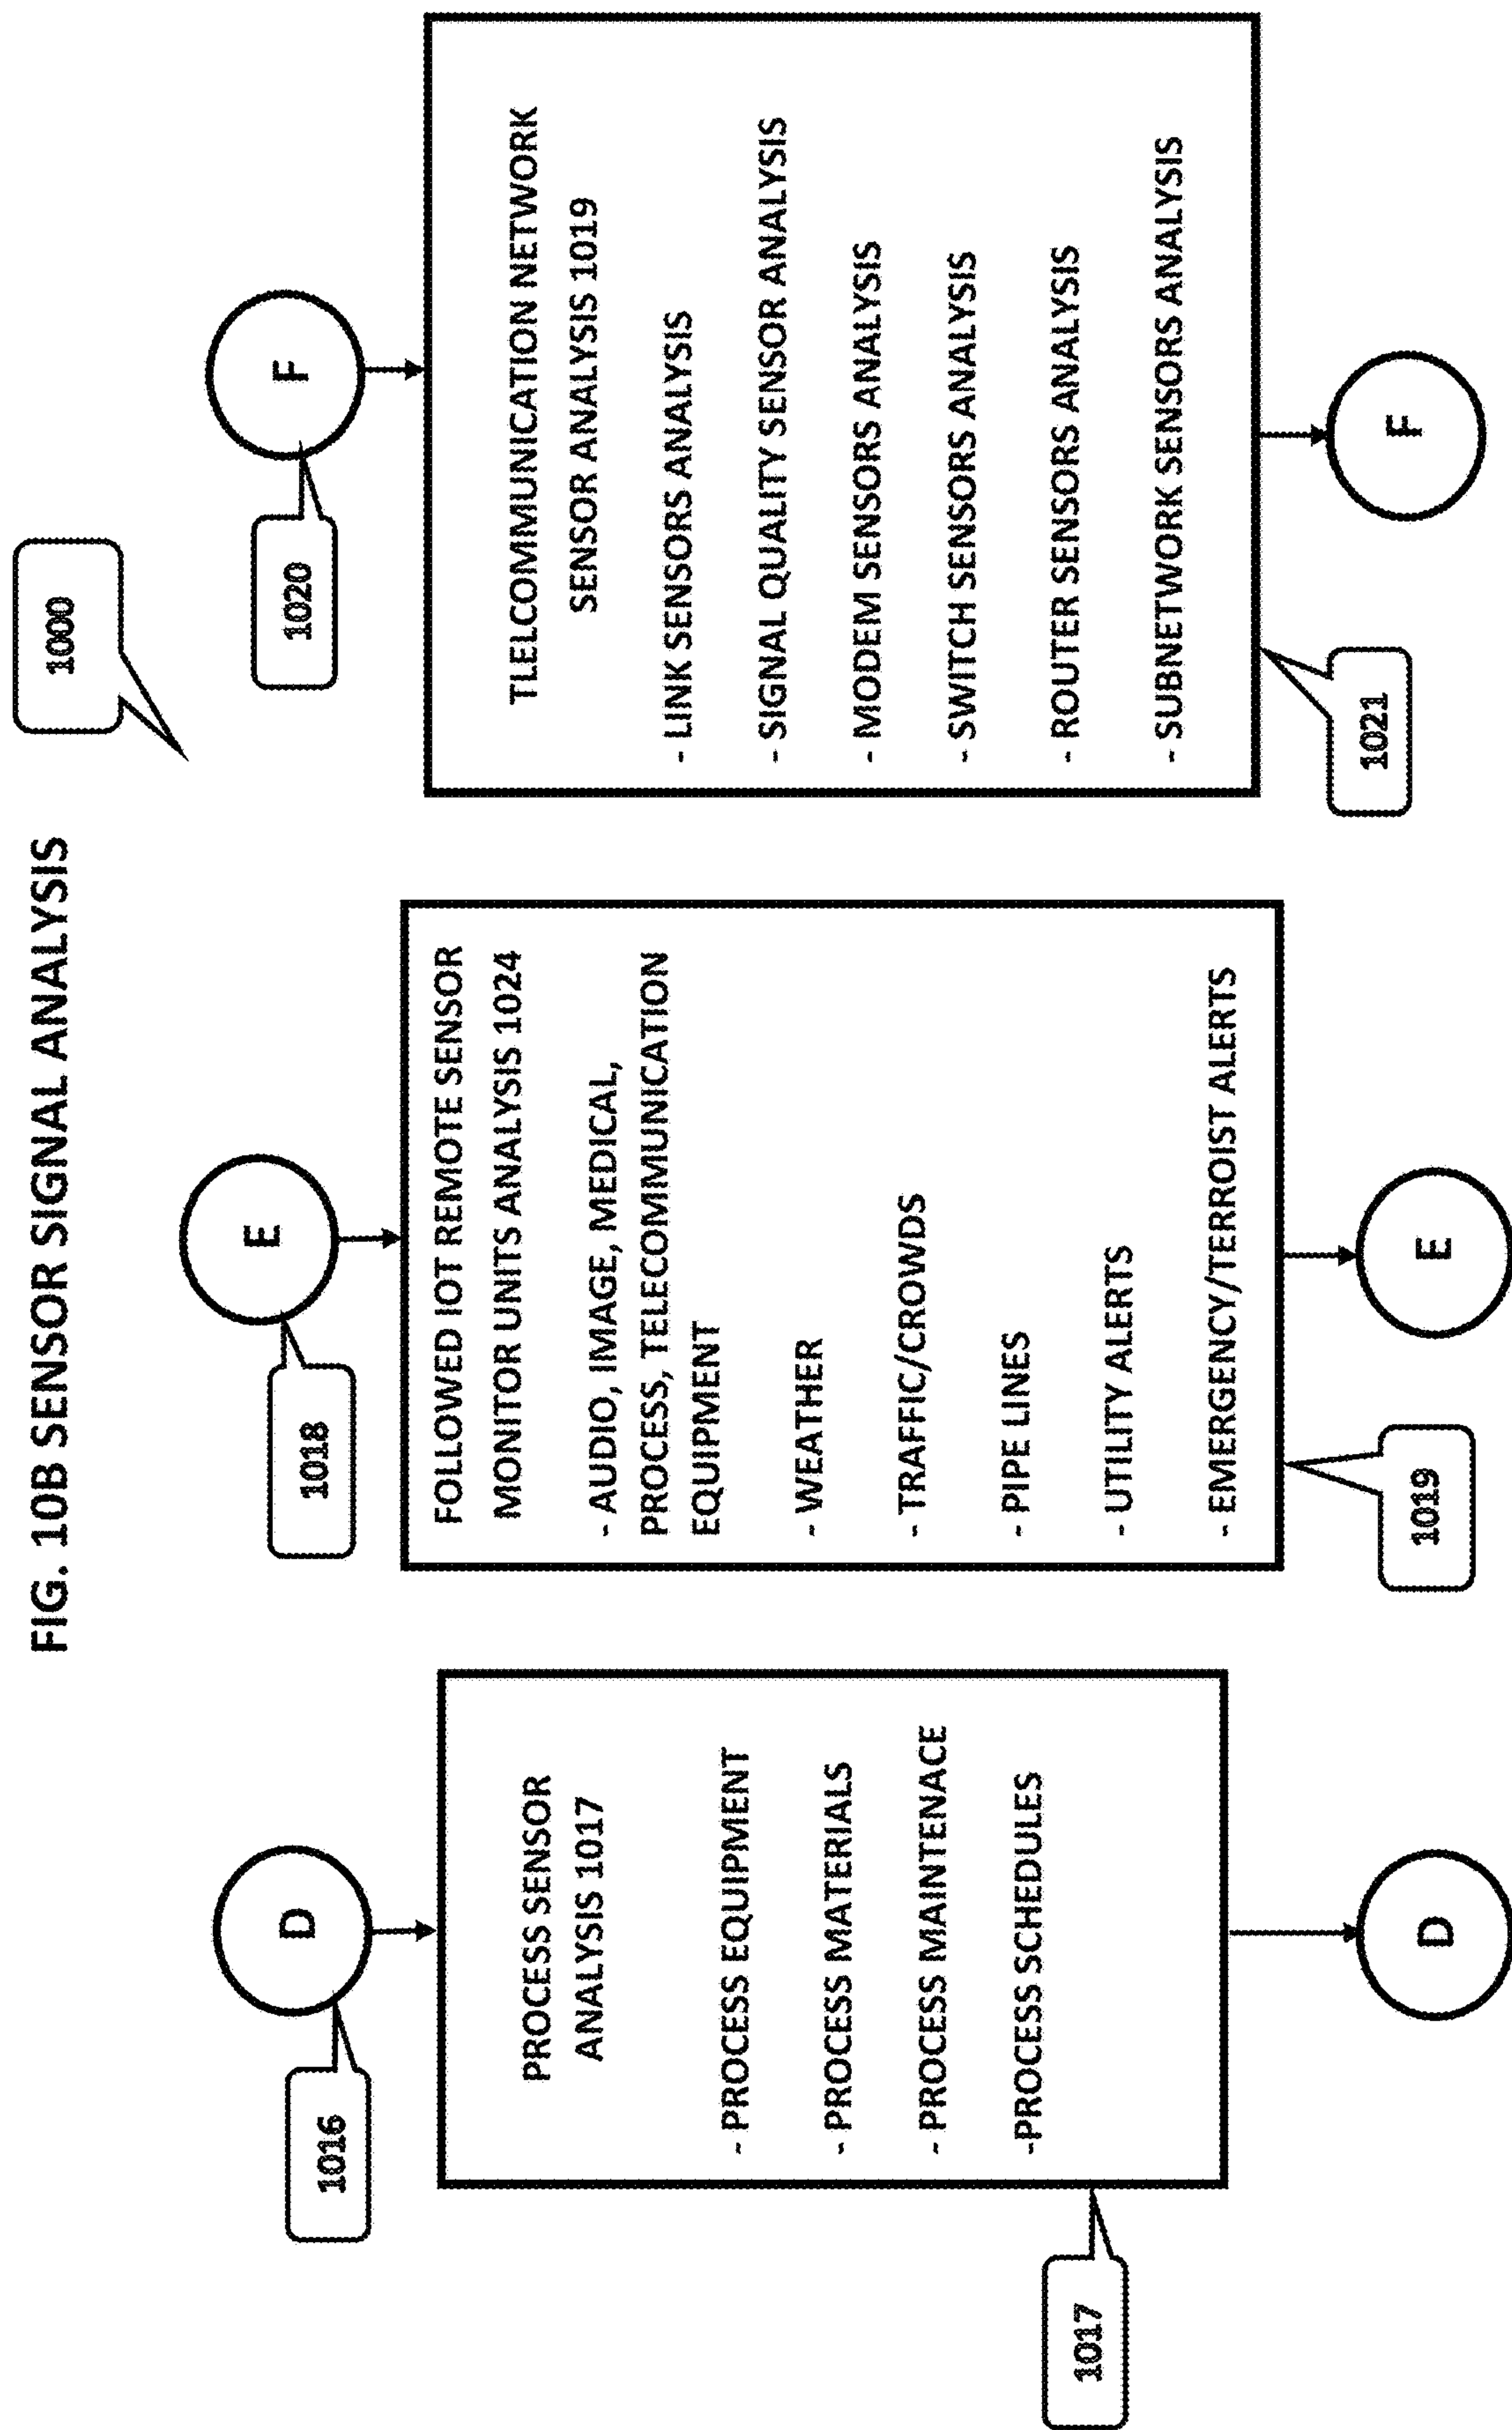 FIG. 10B SENSOR SIGNAL ANALYSIS
1000
1016
D
PROCESS SENSOR
ANALYSIS 1017
- PROCESS EQUIPMENT
- PROCESS MATERIALS
- PROCESS MAINTENACE
-PROCESS SCHEDULES
1017
D
1018
E
FOLLOWED IOT REMOTE SENSOR
MONITOR UNITS ANALYSIS 1024
- AUDIO, IMAGE, MEDICAL,
PROCESS, TELECOMMUNICATION
EQUIPMENT
- WEATHER
- TRAFFIC/CROWDS
- PIPE LINES
- UTILITY ALERTS
- EMERGENCY/TERROIST ALERTS
1019
E
1020
F
TLELCOMMUNICATION NETWORK
SENSOR ANALYSIS 1019
- LINK SENSORS ANALYSIS
- SIGNAL QUALITY SENSOR ANALYSIS
- MODEM SENSORS ANALYSIS
- SWITCH SENSORS ANALYSIS
- ROUTER SENSORS ANALYSIS
- SUBNETWORK SENSORS ANALYSIS
1021
F